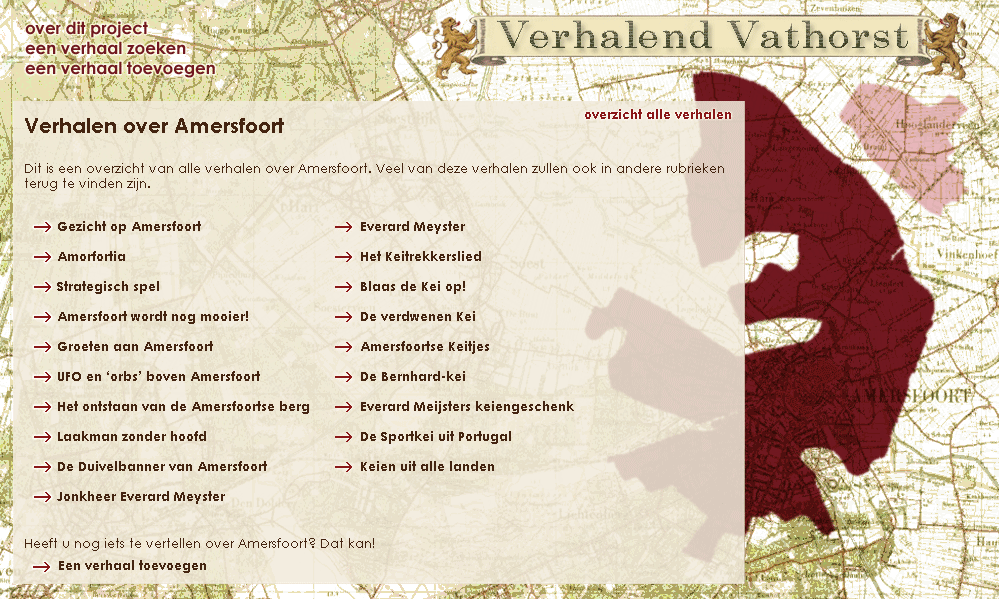 over dit project
een verhaal zoeken
een verhaal toevoegen
Verhalend Vathorst
overzicht alle verhalen
Verhalen over Amersfoort
Dit is een overzicht van alle verhalen over Amersfoort. Veel van deze verhalen zullen ook in andere rubrieken
terug te vinden zijn.
Gezicht op Amersfoort
Amorfortia
Strategisch spel
Amersfoort wordt nog mooier!
Groeten aan Amersfoort
UFO en ‘orbs’ boven Amersfoort
Het ontstaan van de Amersfoortse berg
Laakman zonder hoofd
De Duivelbanner van Amersfoort
Jonkheer Everard Meyster
Everard Meyster
Het Keitrekkerslied
Blaas de Kei op!
De verdwenen Kei
Amersfoortse Keitjes
De Bernhard-kei
Everard Meijsters keiengeschenk
De Sportkei uit Portugal
Keien uit alle landen
Heeft u nog iets te vertellen over Amersfoort? Dat kan!
Een verhaal toevoegen
Zevenhuizen
Hooglanderveen
Vinkenhoef
AMERSFOORT